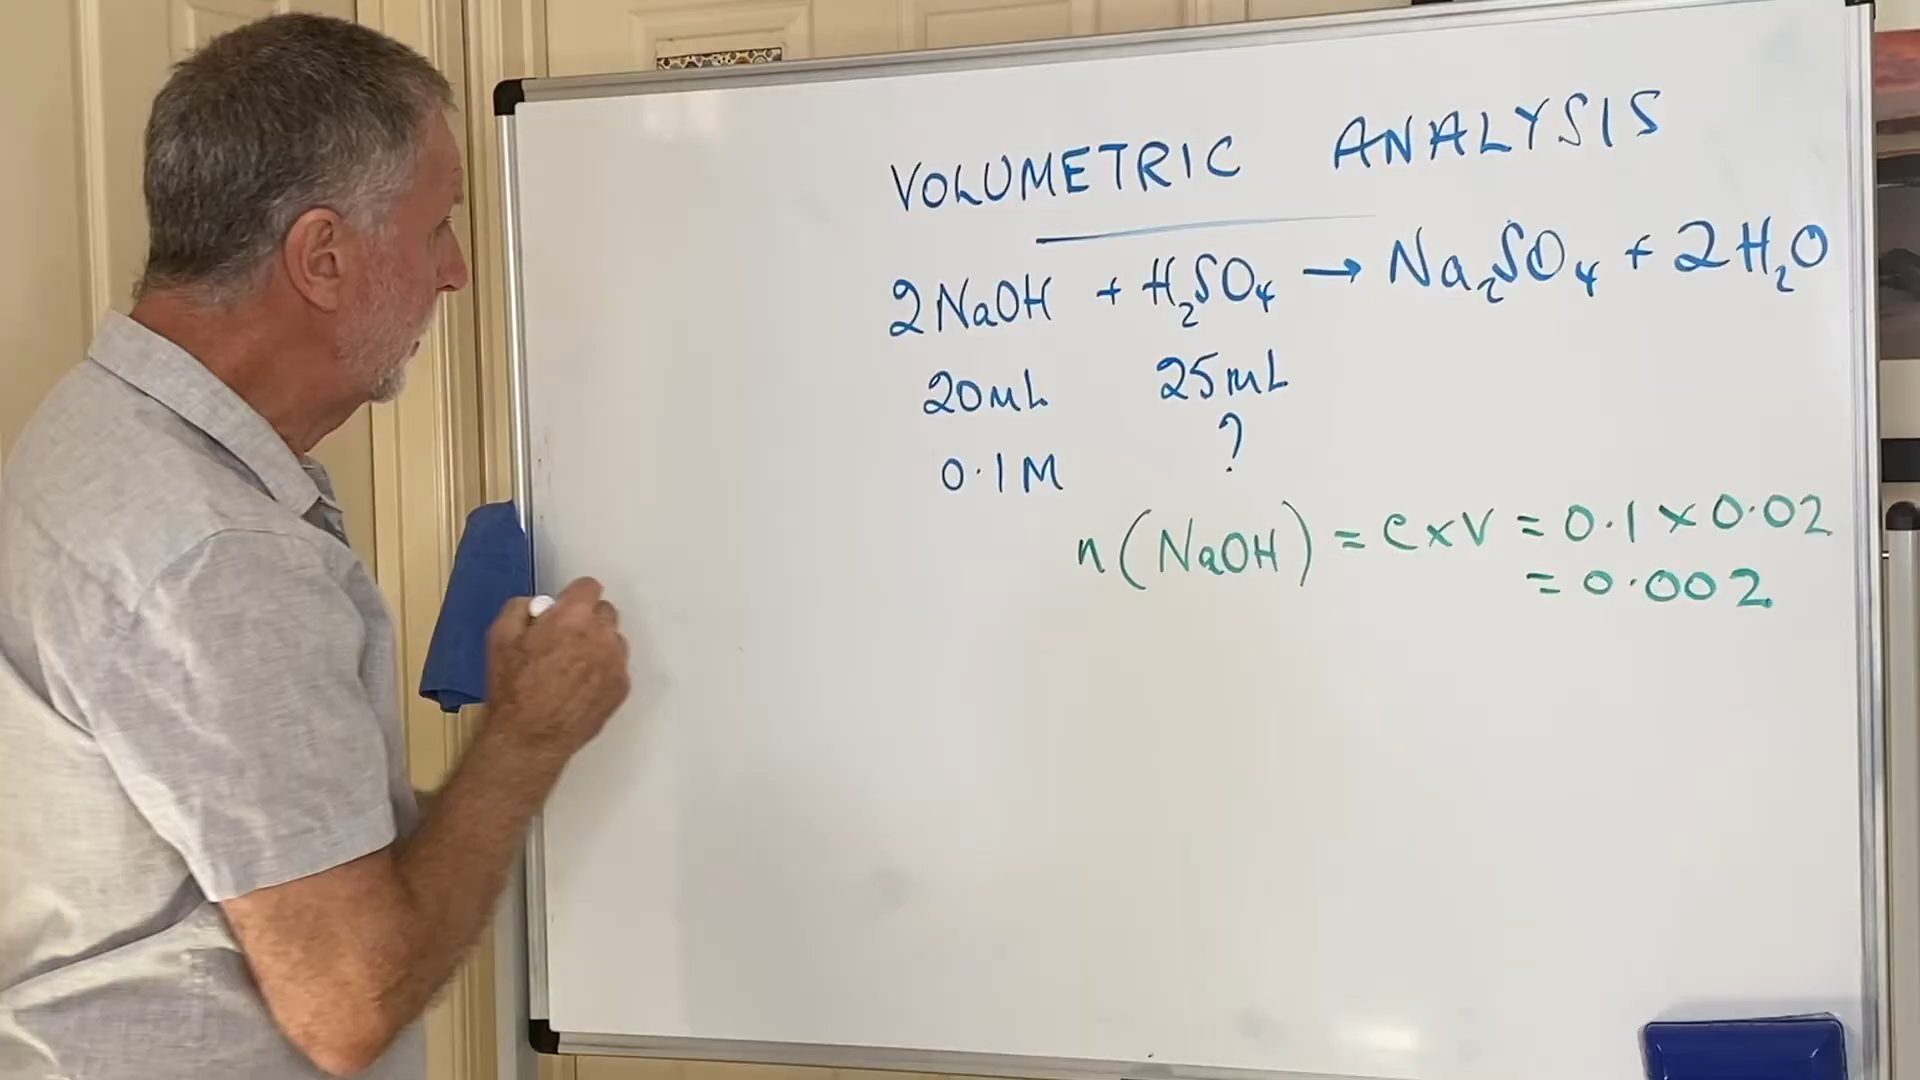 VOLUMETRIC ANALYSIS
2NaOH + H₂SO₄ → Na₂SO₄ + 2H₂O
20mL 25mL
0.1M ?
n(NaOH) = c×V = 0.1 × 0.02
= 0.002